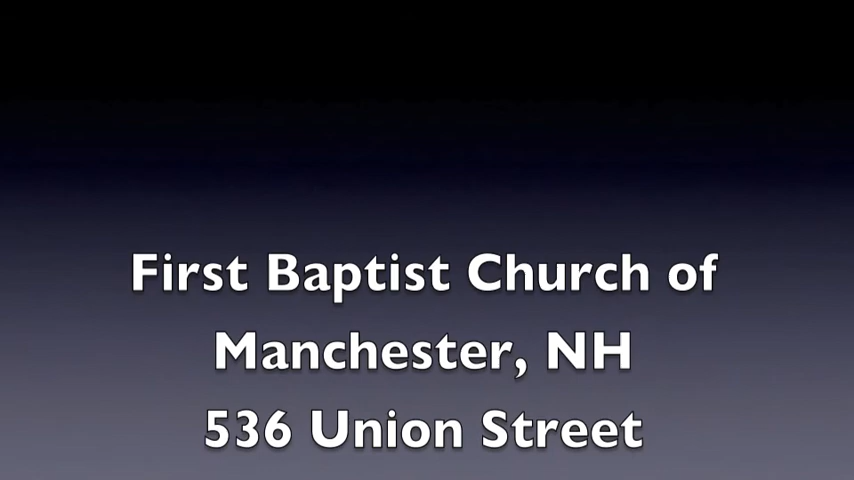 First Baptist Church of
Manchester, NH
536 Union Street